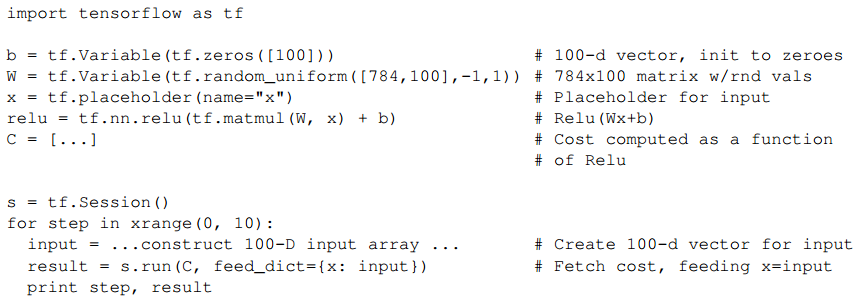 import tensorflow as tf

b = tf.Variable(tf.zeros([100]))                   # 100-d vector, init to zeroes
W = tf.Variable(tf.random_uniform([784,100],-1,1)) # 784x100 matrix w/rnd vals
x = tf.placeholder(name="x")                       # Placeholder for input
relu = tf.nn.relu(tf.matmul(W, x) + b)             # Relu(Wx+b)
C = [...]                                          # Cost computed as a function
                                                   # of Relu

s = tf.Session()
for step in xrange(0, 10):
  input = ...construct 100-D input array ...       # Create 100-d vector for input
  result = s.run(C, feed_dict={x: input})          # Fetch cost, feeding x=input
  print step, result